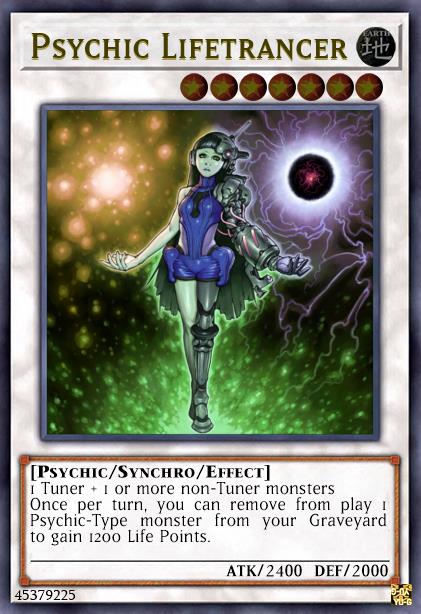 PSYCHIC LIFETRANCER
EARTH
地
[PSYCHIC/SYNCHRO/EFFECT]
1 Tuner + 1 or more non-Tuner monsters
Once per turn, you can remove from play 1
Psychic-Type monster from your Graveyard
to gain 1200 Life Points.
ATK/2400 DEF/2000
45379225